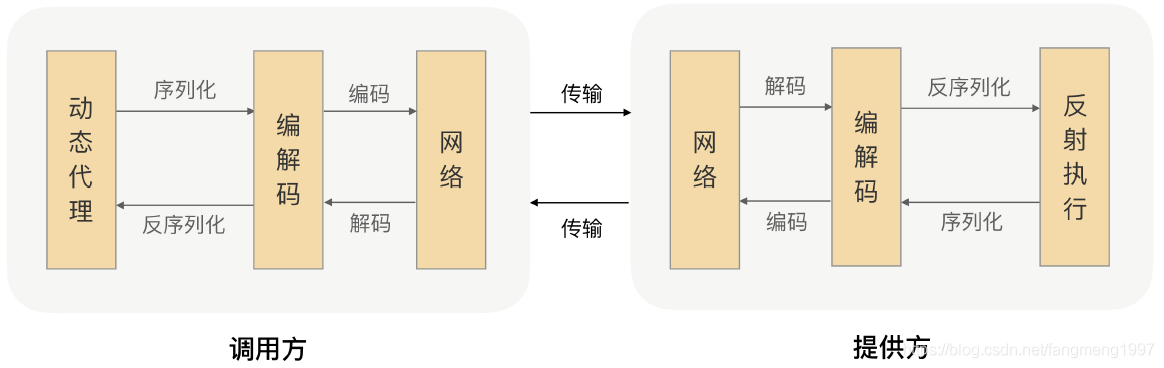 动态代理
序列化
反序列化
编解码
编码
解码
网络
传输
传输
网络
解码
编码
编解码
反序列化
序列化
反射执行
调用方
提供方
https://blog.csdn.net/fangmeng1997